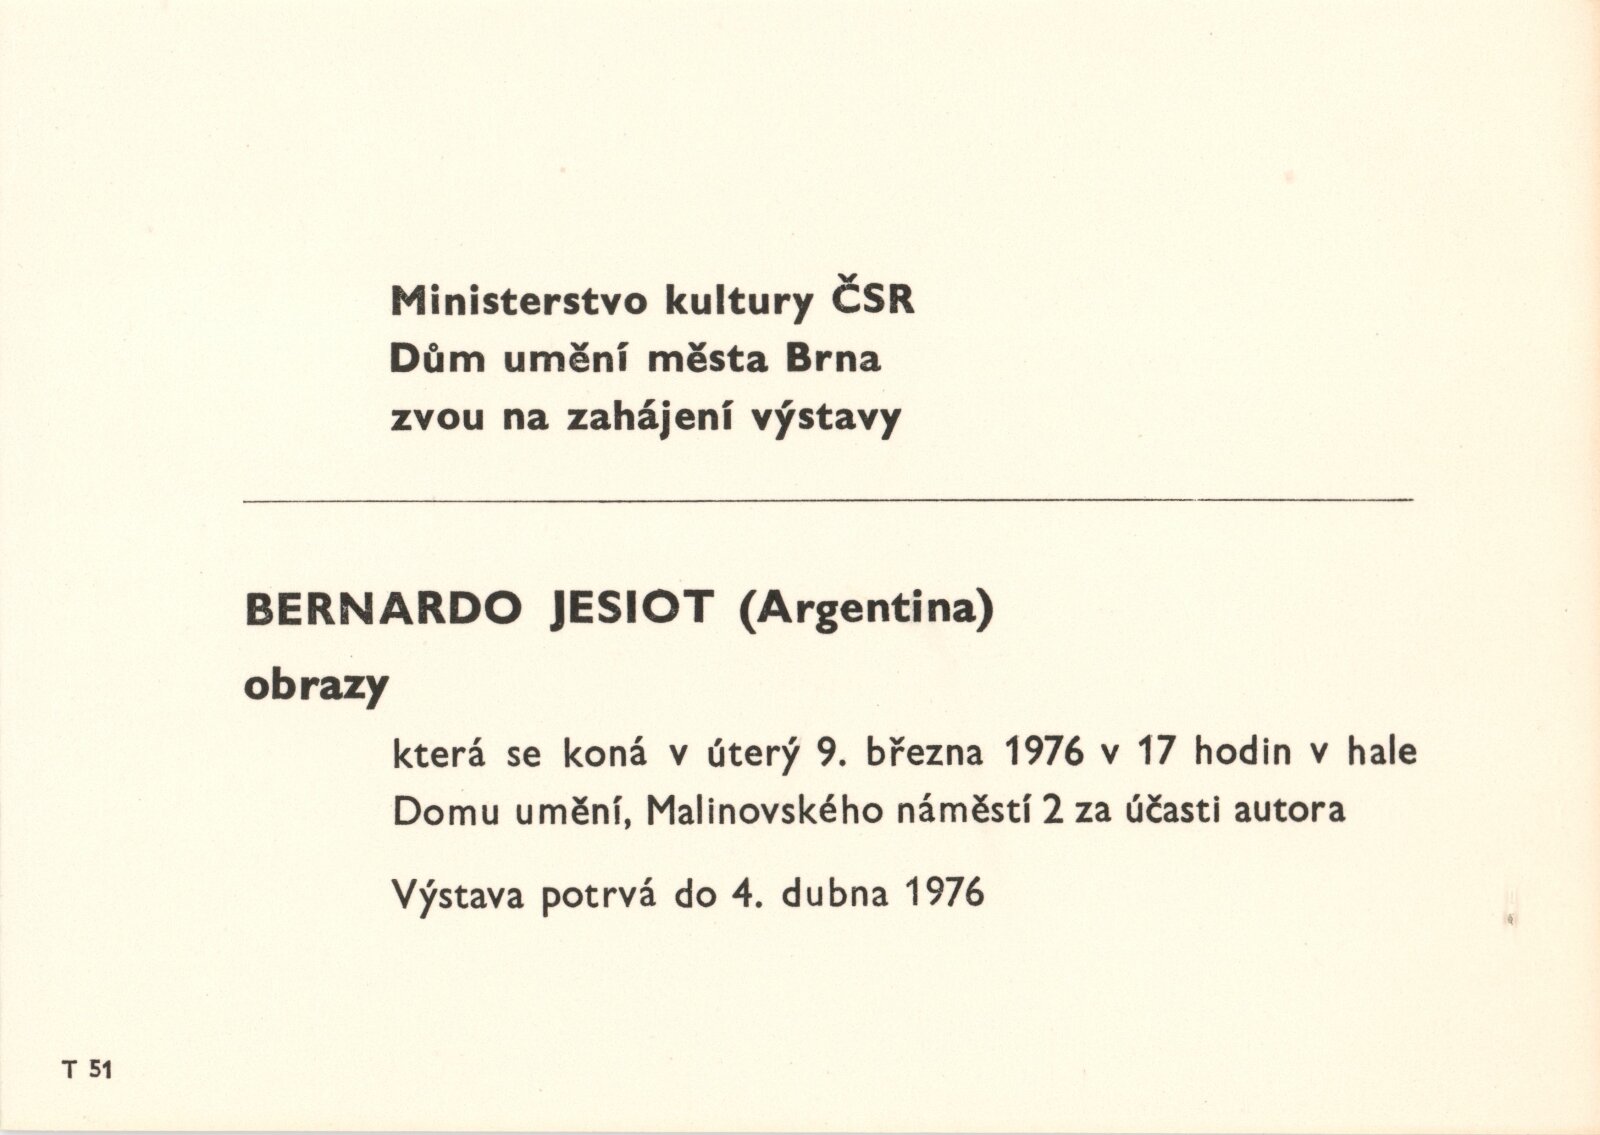 Ministerstvo kultury ČSR
Dům umění města Brna
zvou na zahájení výstavy
BERNARDO JESIOT (Argentina)
obrazy
která se koná v úterý 9. března 1976 v 17 hodin v hale
Domu umění, Malinovského náměstí 2 za účasti autora
Výstava potrvá do 4. dubna 1976
T 51